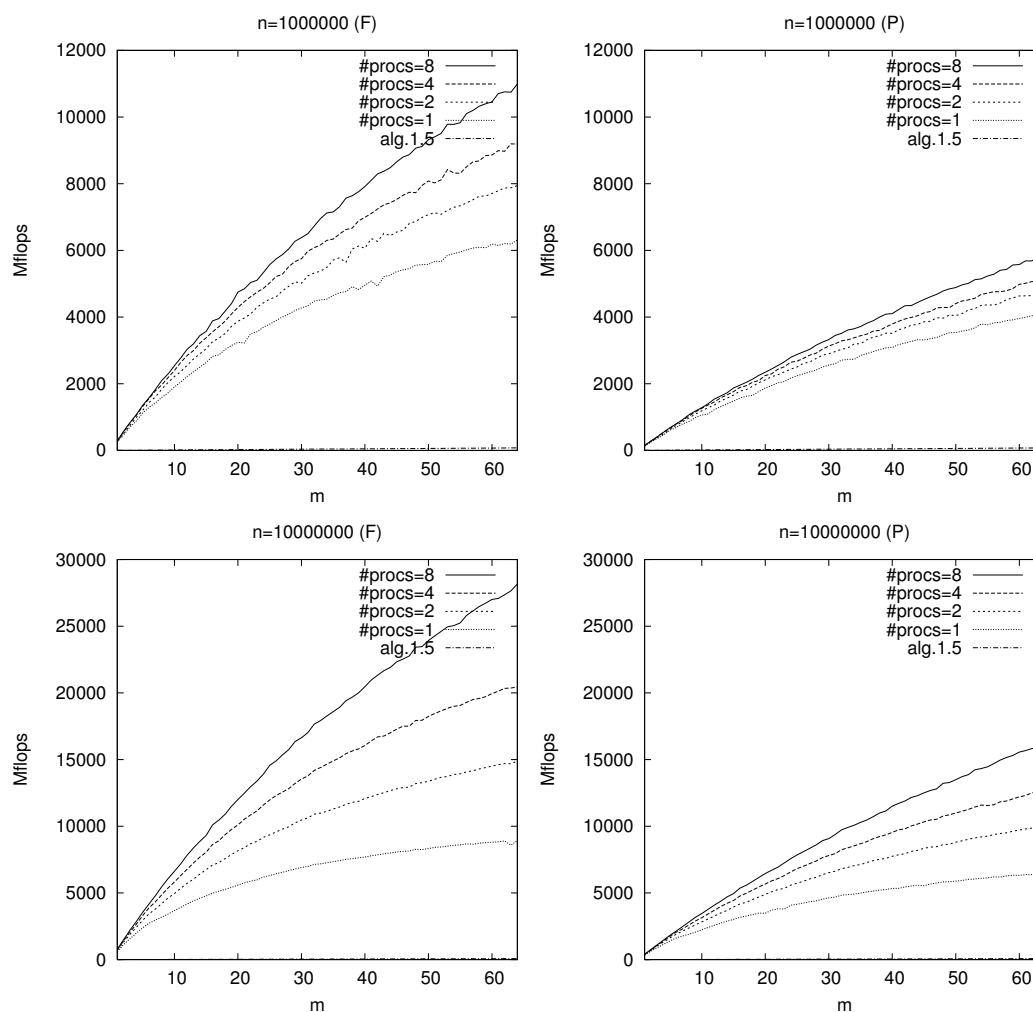 n=1000000 (F)
12000
10000
8000
6000
4000
2000
0
Mflops
#procs=8
#procs=4
#procs=2
#procs=1
alg.1.5
10 20 30 40 50 60
m
n=1000000 (P)
12000
10000
8000
6000
4000
2000
0
Mflops
#procs=8
#procs=4
#procs=2
#procs=1
alg.1.5
10 20 30 40 50 60
m
n=10000000 (F)
30000
25000
20000
15000
10000
5000
0
Mflops
#procs=8
#procs=4
#procs=2
#procs=1
alg.1.5
10 20 30 40 50 60
m
n=10000000 (P)
30000
25000
20000
15000
10000
5000
0
Mflops
#procs=8
#procs=4
#procs=2
#procs=1
alg.1.5
10 20 30 40 50 60
m